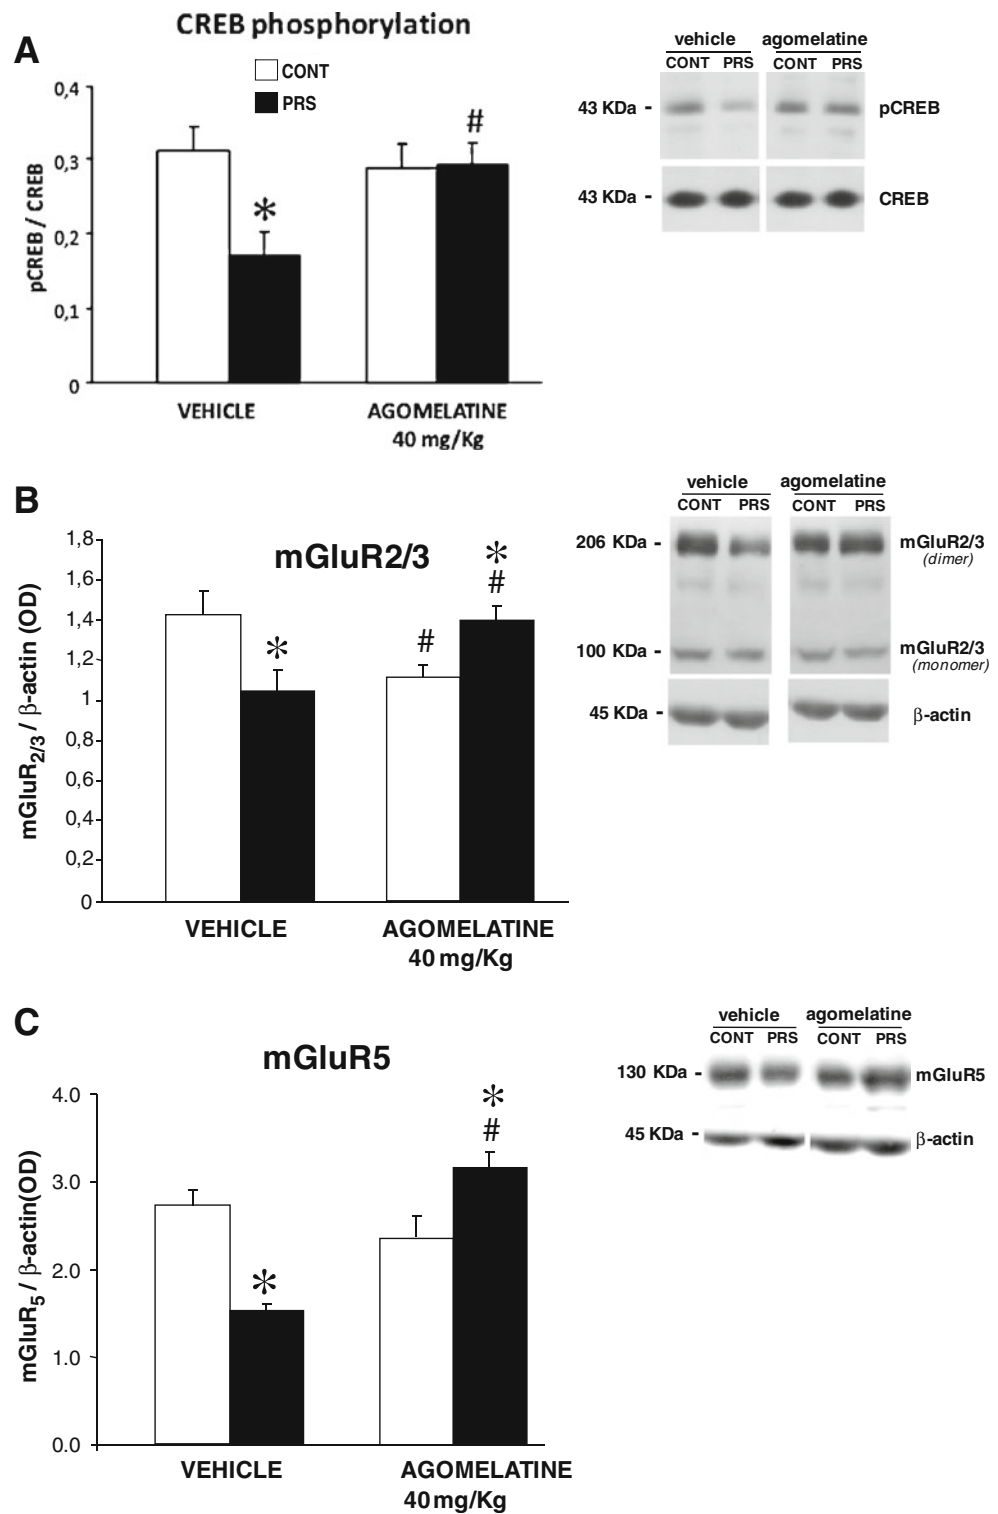 A
CREB phosphorylation
CONT
PRS
0,4
0,3
0,2
0,1
0
pCREB / CREB
*
#
VEHICLE
AGOMELATINE
40 mg/Kg
vehicle agomelatine
CONT PRS CONT PRS
43 KDa - pCREB
43 KDa - CREB
B
mGluR2/3
1,8
1,6
1,4
1,2
1
0,8
0,6
0,4
0,2
0
mGluR2/3 / β-actin (OD)
*
#
*
#
VEHICLE
AGOMELATINE
40 mg/Kg
vehicle agomelatine
CONT PRS CONT PRS
206 KDa - mGluR2/3
(dimer)
100 KDa - mGluR2/3
(monomer)
45 KDa - β-actin
C
mGluR5
4.0
3.0
2.0
1.0
0.0
mGluR5 / β-actin(OD)
*
*
#
VEHICLE
AGOMELATINE
40 mg/Kg
vehicle agomelatine
CONT PRS CONT PRS
130 KDa - mGluR5
45 KDa - β-actin